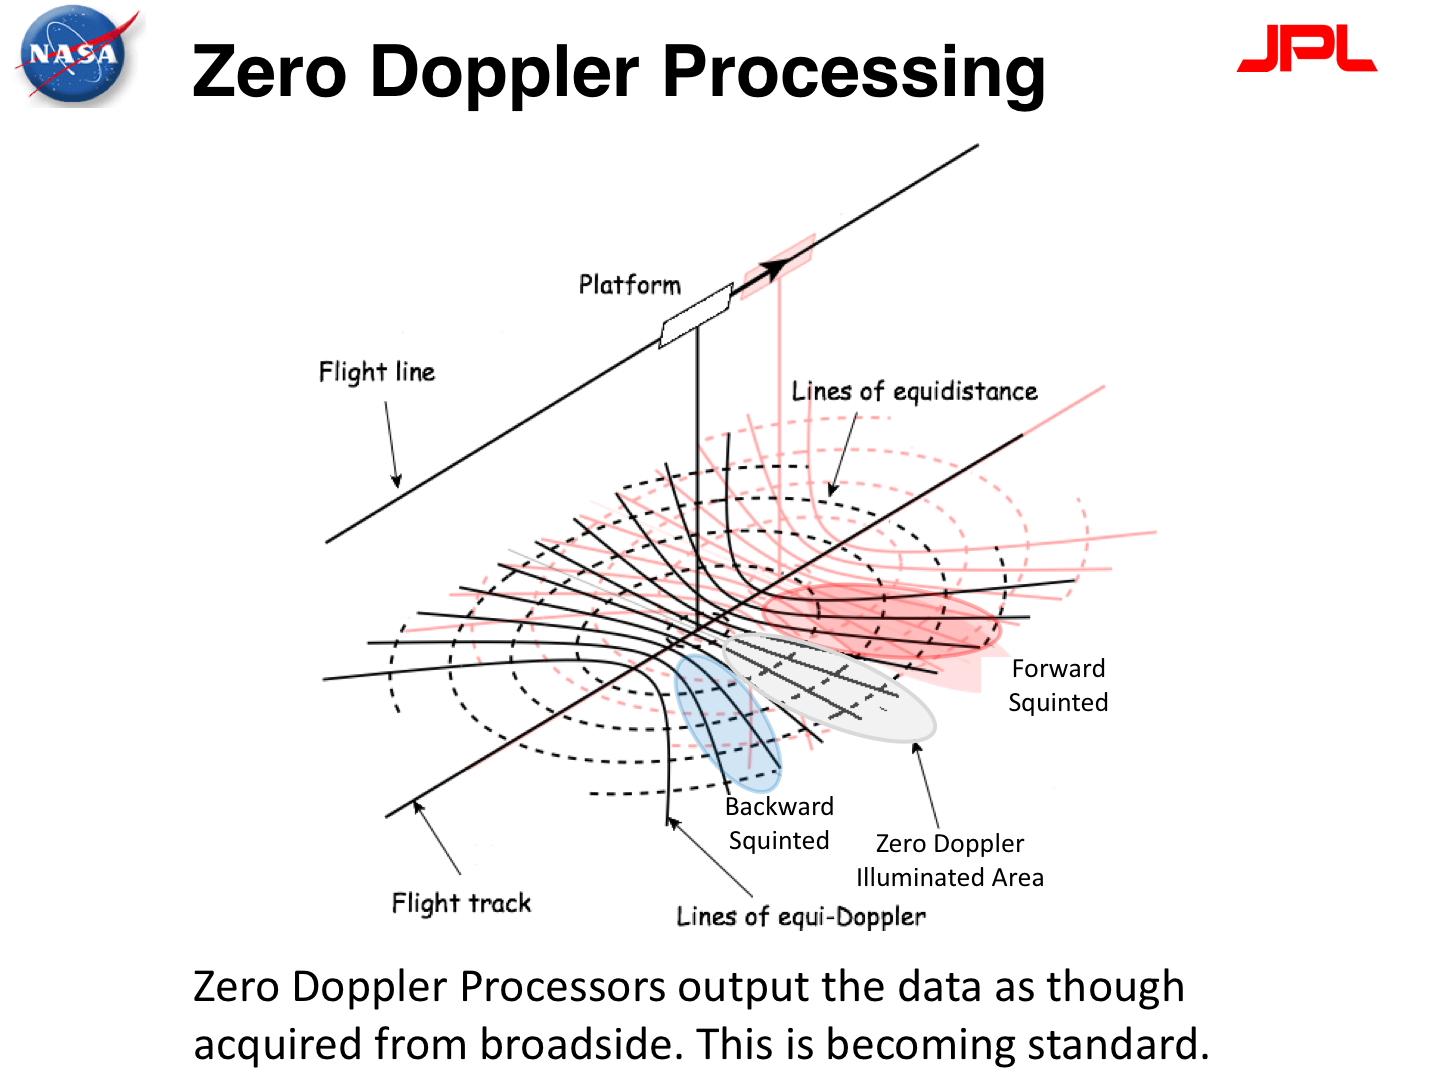 NASA
Zero Doppler Processing
JPL
Platform
Flight line
Lines of equidistance
Forward
Squinted
Backward
Squinted
Zero Doppler
Illuminated Area
Flight track
Lines of equi-Doppler
Zero Doppler Processors output the data as though
acquired from broadside. This is becoming standard.